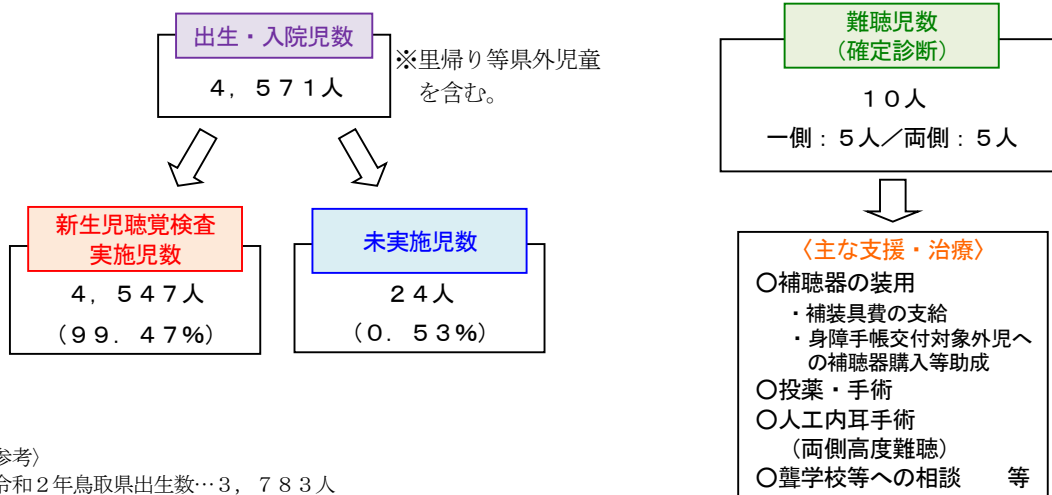 出生・入院児数
４，５７１人
※里帰り等県外児童
を含む。
新生児聴覚検査
実施児数
４，５４７人
（９９．４７%）
未実施児数
２４人
（０．５３%）
参考〉
令和２年鳥取県出生数…３，７８３人
難聴児数
（確定診断）
１０人
一側：５人／両側：５人
〈主な支援・治療〉
〇補聴器の装用
・補装具費の支給
・身障手帳交付対象外児へ
の補聴器購入等助成
〇投薬・手術
〇人工内耳手術
（両側高度難聴）
〇聾学校等への相談　　等